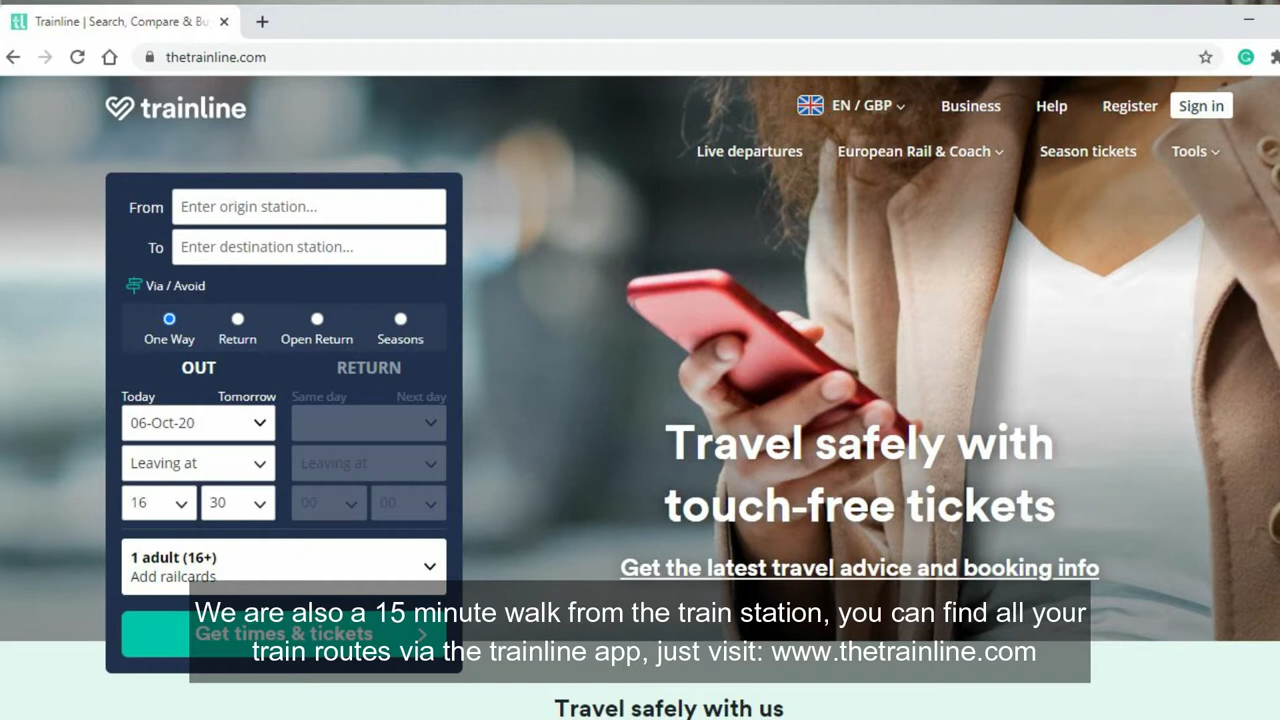 Trainline | Search, Compare & Bu
thetrainline.com
trainline
EN / GBP
Business
Help
Register
Sign in
Live departures
European Rail & Coach
Season tickets
Tools
From
Enter origin station...
To
Enter destination station...
Via / Avoid
One Way
Return
Open Return
Seasons
OUT
RETURN
Today
Tomorrow
Same day
Next day
06-Oct-20
Leaving at
Leaving at
16
30
00
00
1 adult (16+)
Add railcards
Get times & tickets
Travel safely with
touch-free tickets
Get the latest travel advice and booking info
We are also a 15 minute walk from the train station, you can find all your
train routes via the trainline app, just visit: www.thetrainline.com
Travel safely with us